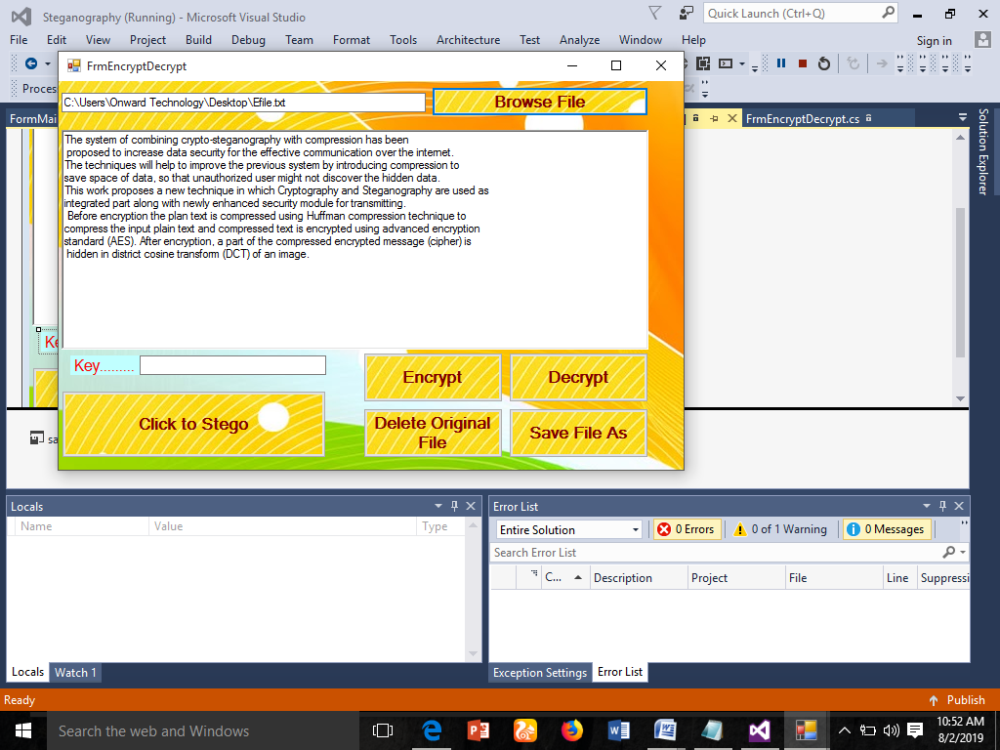 Steganography (Running) - Microsoft Visual Studio
Quick Launch (Ctrl+Q)
File Edit View Project Build Debug Team Format Tools Architecture Test Analyze Window Help
Sign in
FrmEncryptDecrypt
Proces
C:\Users\Onward Technology\Desktop\Efile.txt
Browse File
FormMai
FrmEncryptDecrypt.cs
Solution Explorer
The system of combining crypto-steganography with compression has been
proposed to increase data security for the effective communication over the internet.
The techniques will help to improve the previous system by introducing compression to
save space of data, so that unauthorized user might not discover the hidden data.
This work proposes a new technique in which Cryptography and Steganography are used as
integrated part along with newly enhanced security module for transmitting.
Before encryption the plan text is compressed using Huffman compression technique to
compress the input plain text and compressed text is encrypted using advanced encryption
standard (AES). After encryption, a part of the compressed encrypted message (cipher) is
hidden in district cosine transform (DCT) of an image.
Ke
Key.........
Encrypt
Decrypt
Click to Stego
Delete Original
File
Save File As
sa
Locals
Name Value Type
Locals Watch 1
Error List
Entire Solution 0 Errors 0 of 1 Warning 0 Messages
Search Error List
C... Description Project File Line Suppressi
Exception Settings Error List
Ready
Publish
Search the web and Windows
10:52 AM
8/2/2019